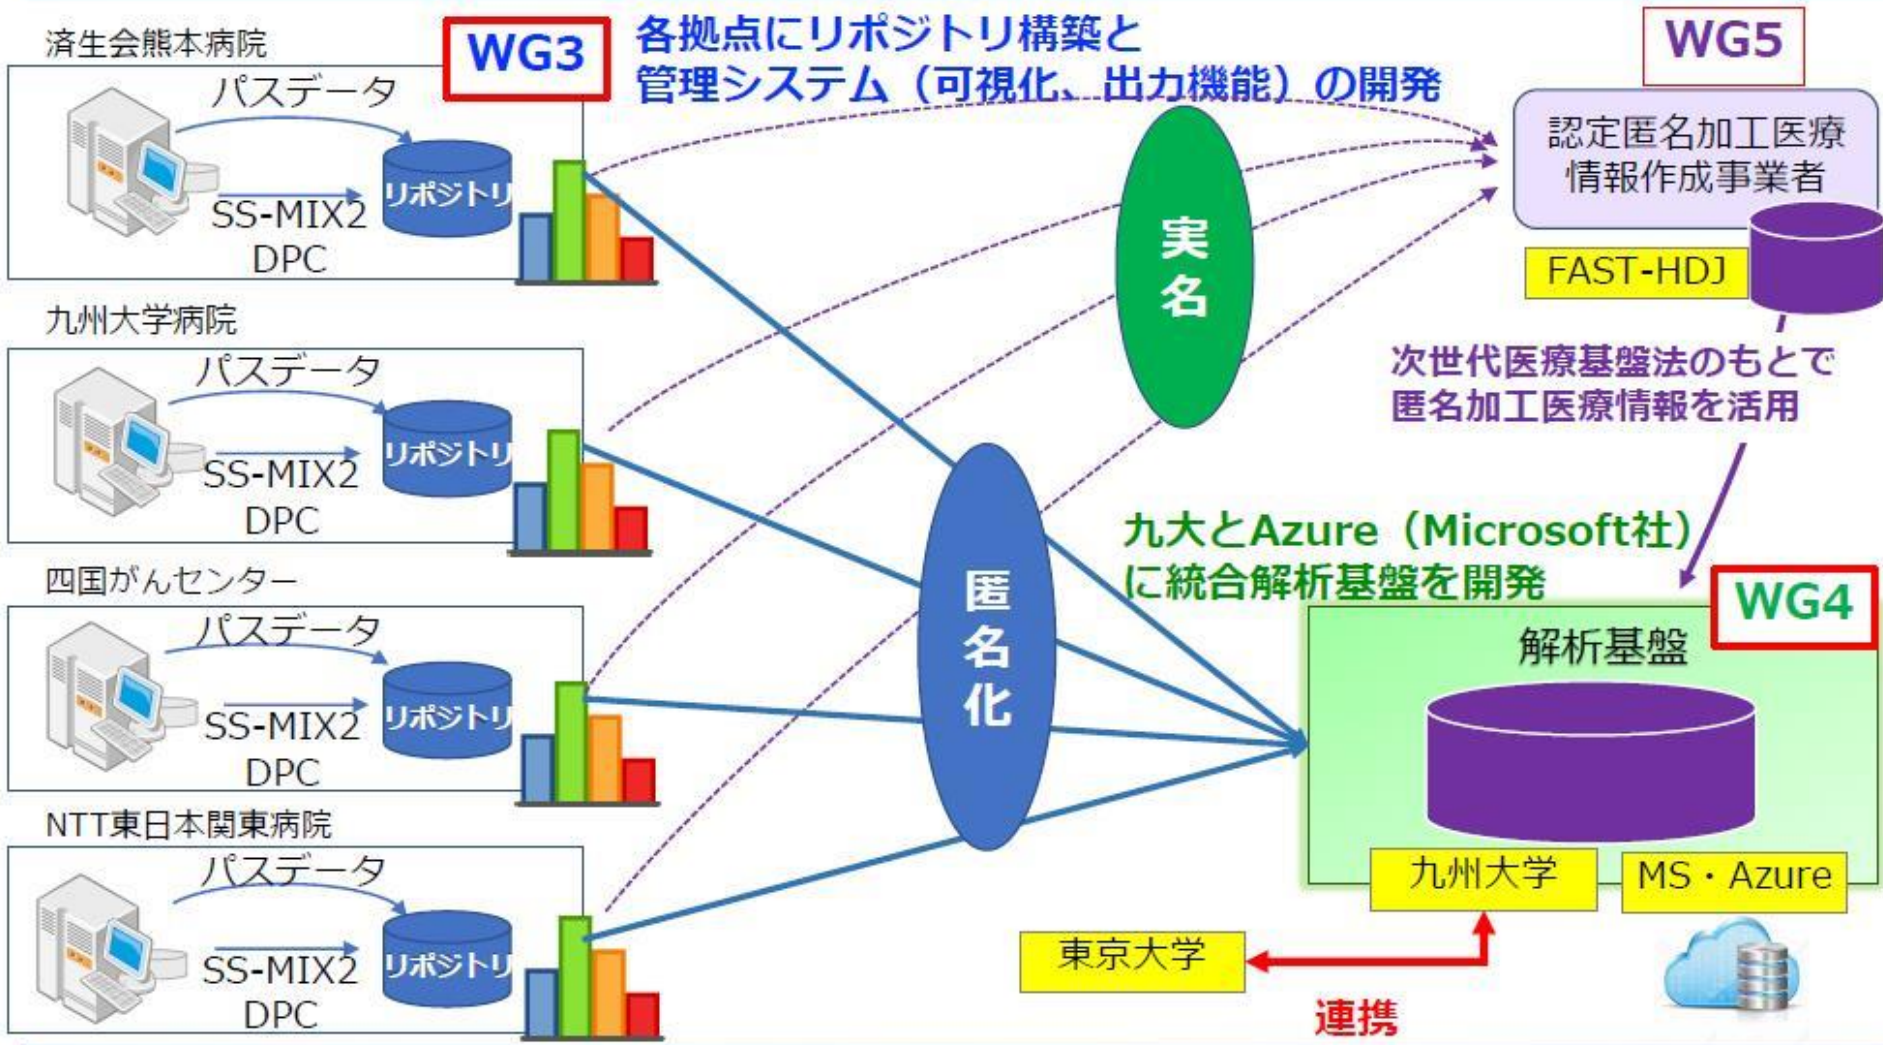 済生会熊本病院
WG3
各拠点にリポジトリ構築と
管理システム（可視化、出力機能）の開発
WG5
パスデータ
リポジトリ
SS-MIX2
DPC
認定匿名加工医療
情報作成事業者
FAST-HDJ
実名
九州大学病院
パスデータ
リポジトリ
SS-MIX2
DPC
次世代医療基盤法のもとで
匿名加工医療情報を活用
匿名化
九大とAzure（Microsoft社）
に統合解析基盤を開発
WG4
四国がんセンター
パスデータ
リポジトリ
SS-MIX2
DPC
解析基盤
NTT東日本関東病院
パスデータ
リポジトリ
SS-MIX2
DPC
九州大学
MS・Azure
東京大学
連携